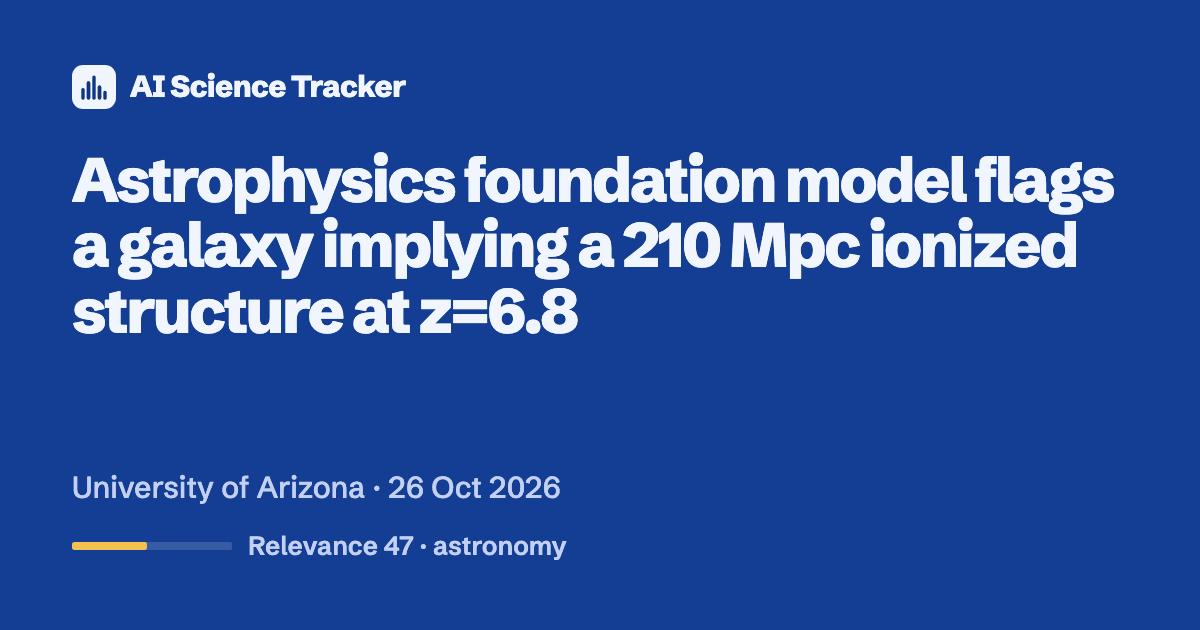 AI Science Tracker
Astrophysics foundation model flags
a galaxy implying a 210 Mpc ionized
structure at z=6.8
University of Arizona · 26 Oct 2026
Relevance 47 · astronomy